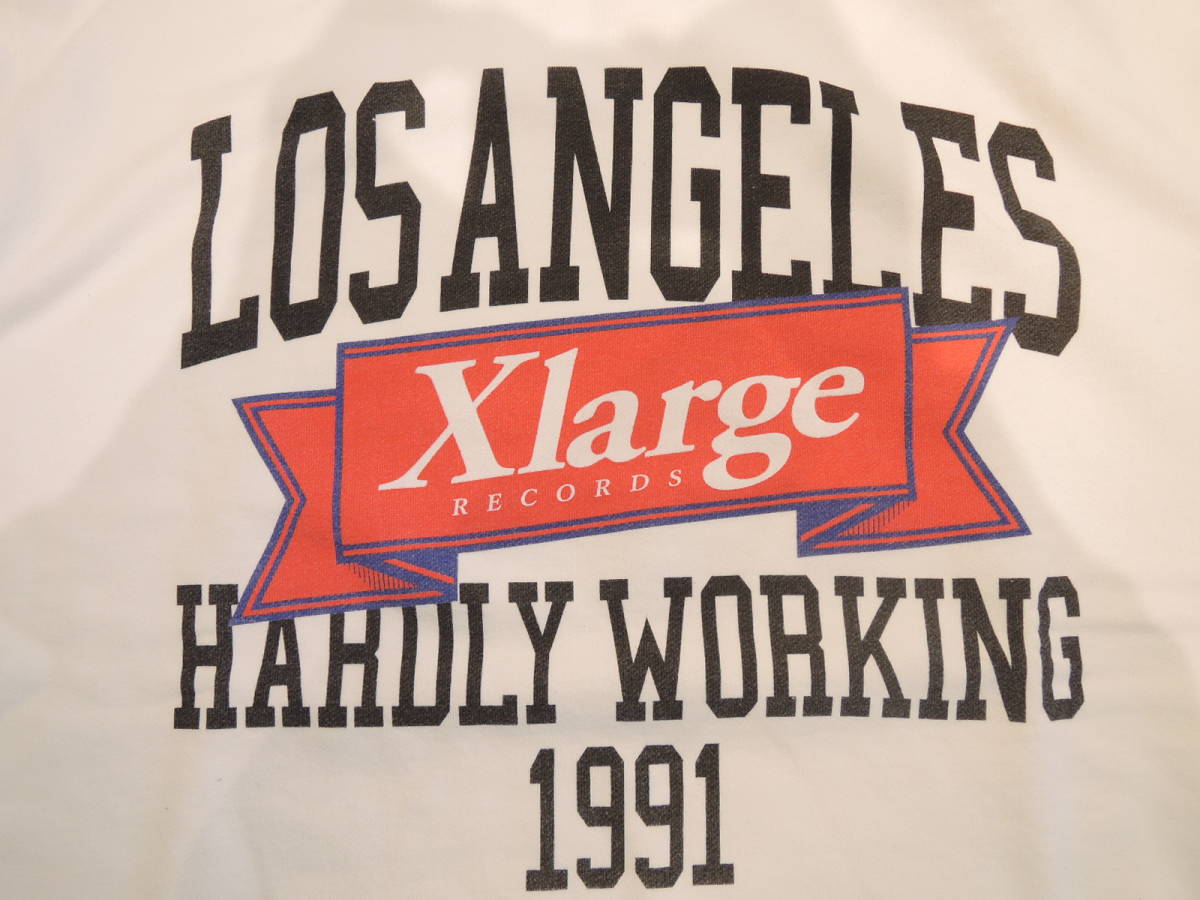 LOS ANGELES
Xlarge
RECORDS
HARDLY WORKING
1991